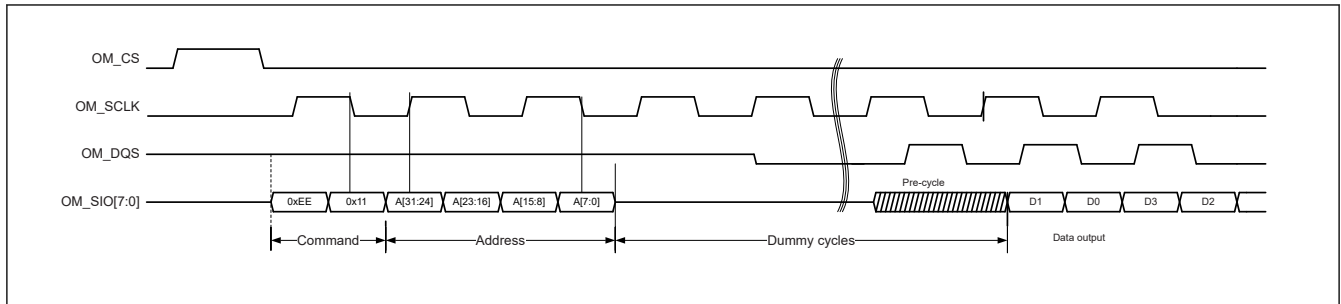 OM_CS
OM_SCLK
OM_DQS
Pre-cycle
OM_SIO[7:0] 0xEE 0x11 A[31:24] A[23:16] A[15:8] A[7:0] D1 D0 D3 D2
Command Address Dummy cycles Data output